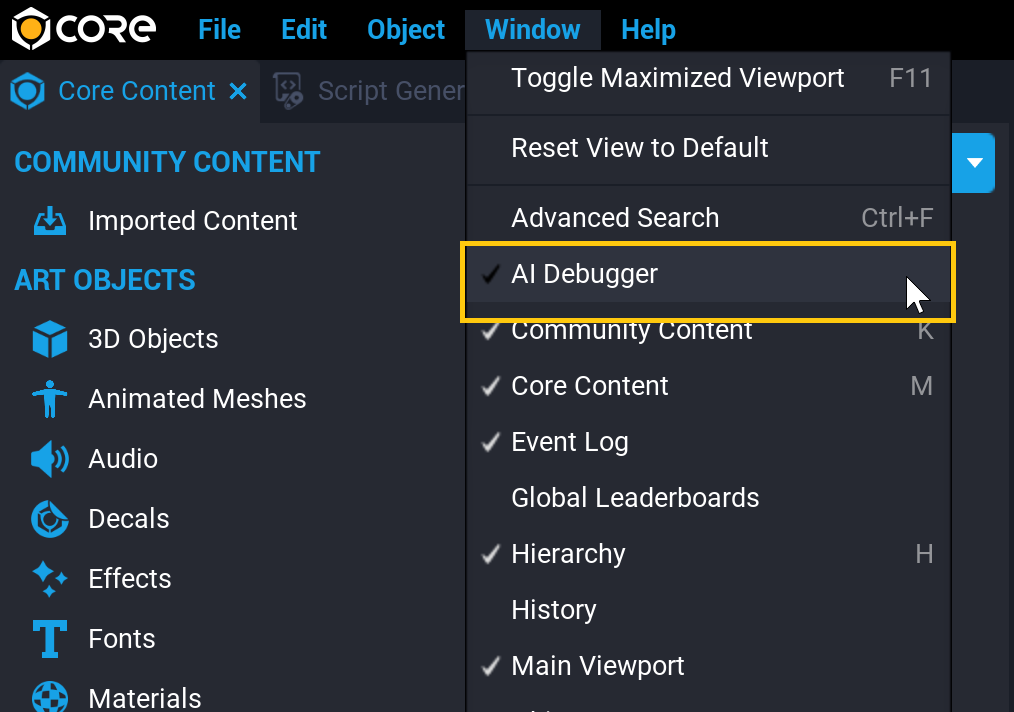 CORE
File Edit Object Window Help
Core Content Script Gener
COMMUNITY CONTENT
Imported Content
ART OBJECTS
3D Objects
Animated Meshes
Audio
Decals
Effects
Fonts
Materials
Toggle Maximized Viewport F11
Reset View to Default
Advanced Search Ctrl+F
AI Debugger
Community Content K
Core Content M
Event Log
Global Leaderboards
Hierarchy H
History
Main Viewport